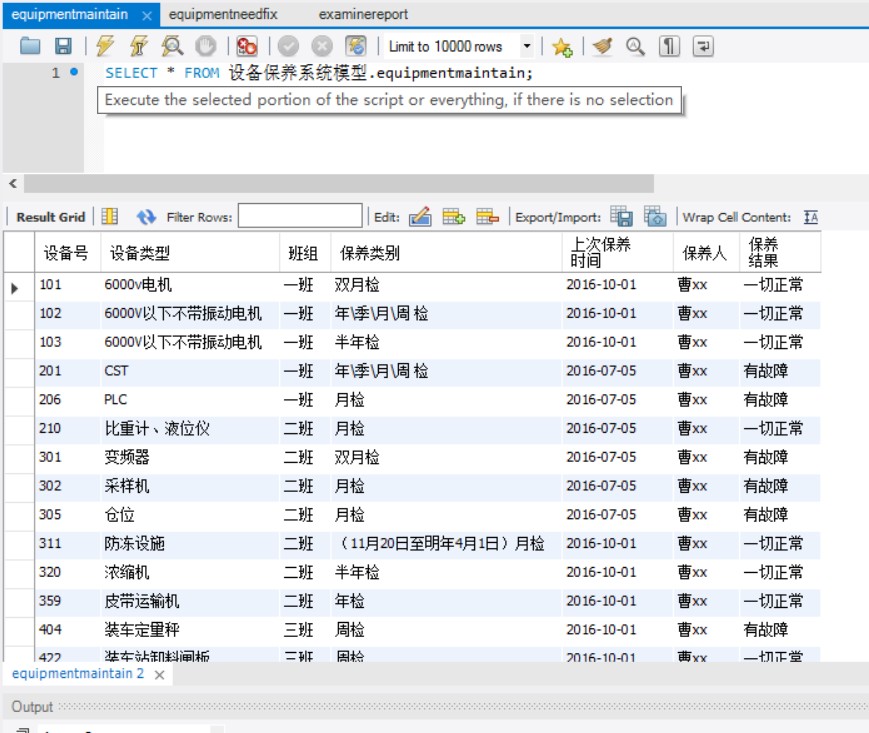 equipmentmaintain × equipmentneedfix examinereport
Limit to 10000 rows
1 SELECT * FROM 设备保养系统模型.equipmentmaintain;
Execute the selected portion of the script or everything, if there is no selection
Result Grid Filter Rows: Edit: Export/Import: Wrap Cell Content: IA
设备号 设备类型 班组 保养类别 上次保养时间 保养人 保养结果
101 6000v电机 一班 双月检 2016-10-01 曹xx 一切正常
102 6000V以下不带振动电机 一班 年\季\月\周 检 2016-10-01 曹xx 一切正常
103 6000V以下不带振动电机 一班 半年检 2016-10-01 曹xx 一切正常
201 CST 一班 年\季\月\周 检 2016-07-05 曹xx 有故障
206 PLC 一班 月检 2016-07-05 曹xx 有故障
210 比重计、液位仪 二班 月检 2016-07-05 曹xx 一切正常
301 变频器 二班 双月检 2016-07-05 曹xx 有故障
302 采样机 二班 月检 2016-07-05 曹xx 有故障
305 仓位 二班 月检 2016-07-05 曹xx 有故障
311 防冻设施 二班 （11月20日至明年4月1日）月检 2016-10-01 曹xx 一切正常
320 浓缩机 二班 半年检 2016-10-01 曹xx 一切正常
359 皮带运输机 二班 年检 2016-10-01 曹xx 一切正常
404 装车定量秤 三班 周检 2016-10-01 曹xx 有故障
422 装车站卸料闸板 三班 周检 2016-10-01 曹xx 一切正常
equipmentmaintain 2 ×
Output